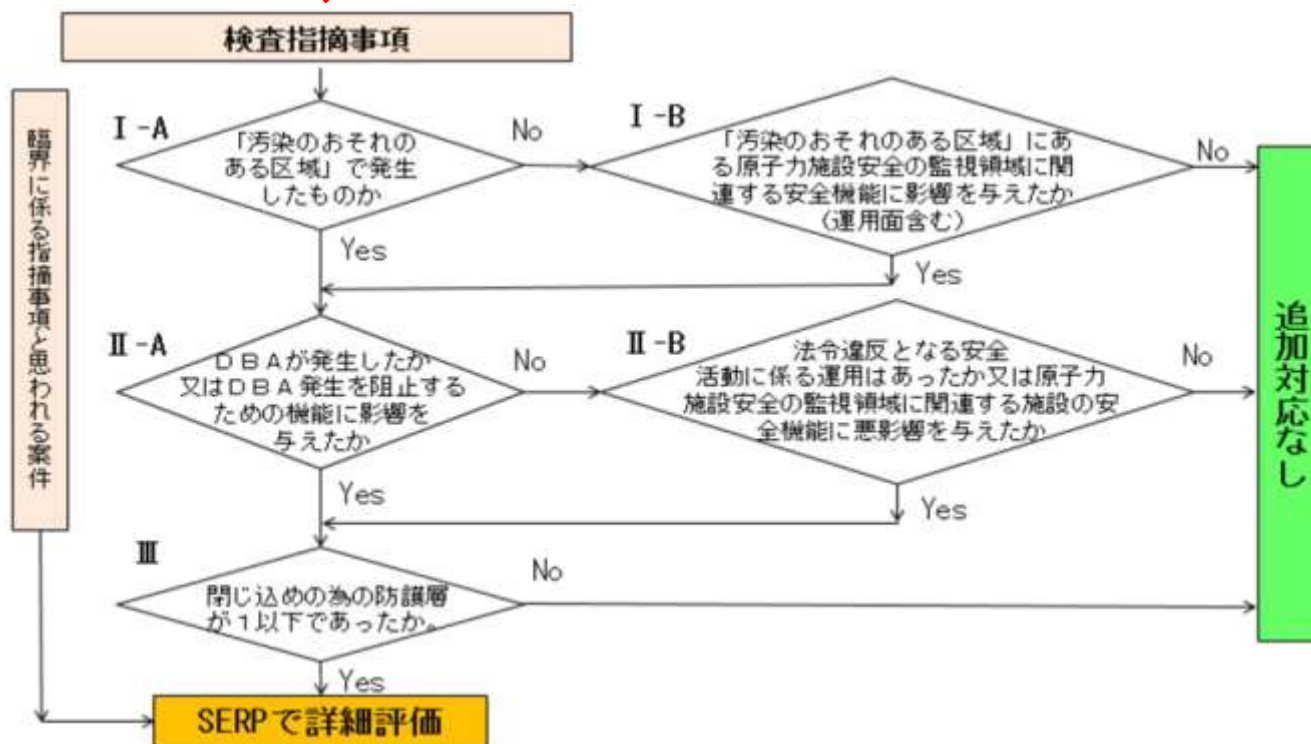 検査指摘事項
臨界に係る指摘事項と思われる案件
Ⅰ-A
「汚染のおそれの
ある区域」で発生
したものか
No
Yes
Ⅰ-B
「汚染のおそれのある区域」にあ
る原子力施設安全の監視領域に関
連する安全機能に影響を与えたか
(運用面含む)
No
Yes
Ⅱ-A
DBAが発生したか
又はDBA発生を阻止する
ための機能に影響を
与えたか
No
Yes
Ⅱ-B
法令違反となる安全
活動に係る運用はあったか又は原子力
施設安全の監視領域に関連する施設の安
全機能に悪影響を与えたか
No
Yes
Ⅲ
閉じ込めの為の防護層
が1以下であったか。
No
Yes
追加対応なし
SERPで詳細評価